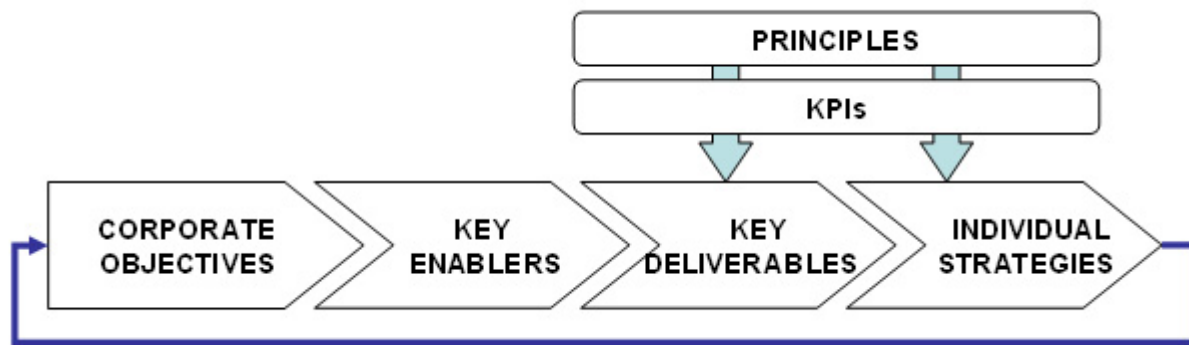 PRINCIPLES
KPIs
CORPORATE
OBJECTIVES
KEY
ENABLERS
KEY
DELIVERABLES
INDIVIDUAL
STRATEGIES